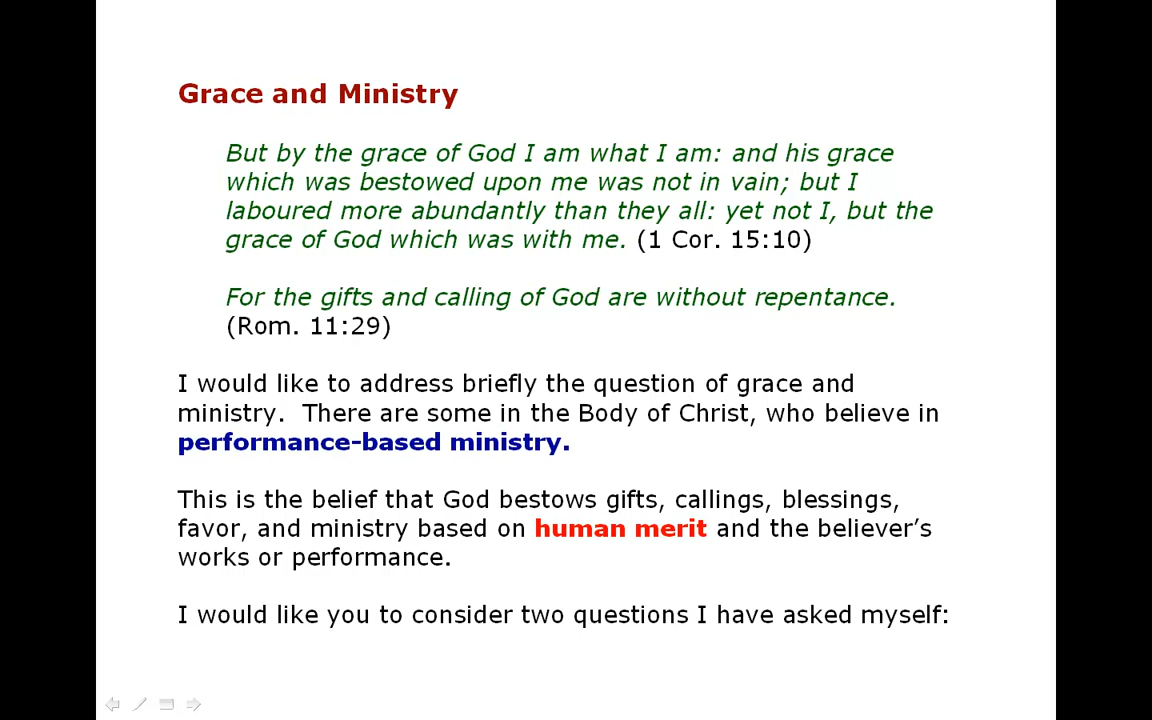 Grace and Ministry
But by the grace of God I am what I am: and his grace
which was bestowed upon me was not in vain; but I
laboured more abundantly than they all: yet not I, but the
grace of God which was with me. (1 Cor. 15:10)
For the gifts and calling of God are without repentance.
(Rom. 11:29)
I would like to address briefly the question of grace and
ministry.  There are some in the Body of Christ, who believe in
performance-based ministry.
This is the belief that God bestows gifts, callings, blessings,
favor, and ministry based on human merit and the believer’s
works or performance.
I would like you to consider two questions I have asked myself: